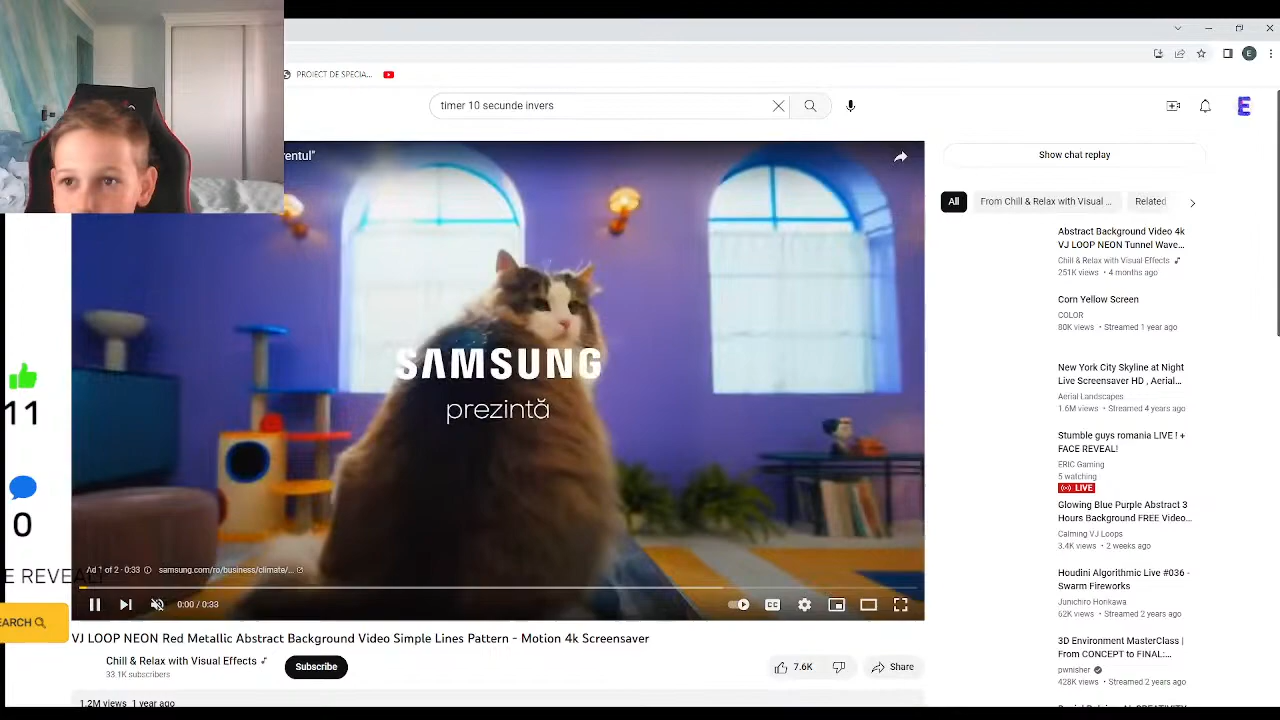 PROIECT DE SPECIA...
timer 10 secunde invers
E
E
entul"
Show chat replay
All
From Chill & Relax with Visual ...
Related
Abstract Background Video 4k
VJ LOOP NEON Tunnel Wave...
Chill & Relax with Visual Effects
251K views • 4 months ago
Corn Yellow Screen
COLOR
80K views • Streamed 1 year ago
New York City Skyline at Night
Live Screensaver HD , Aerial...
Aerial Landscapes
1.6M views • Streamed 4 years ago
Stumble guys romania LIVE ! +
FACE REVEAL!
ERIC Gaming
5 watching
LIVE
Glowing Blue Purple Abstract 3
Hours Background FREE Video...
Calming VJ Loops
3.4K views • 2 weeks ago
Houdini Algorithmic Live #036 -
Swarm Fireworks
Junichiro Horikawa
62K views • Streamed 2 years ago
3D Environment MasterClass |
From CONCEPT to FINAL:...
pwnisher
428K views • Streamed 2 years ago
SAMSUNG
prezintă
11
0
E REVEAL!
EARCH
Ad 1 of 2 · 0:33
samsung.com/ro/business/climate/...
0:00 / 0:33
CC
VJ LOOP NEON Red Metallic Abstract Background Video Simple Lines Pattern - Motion 4k Screensaver
Chill & Relax with Visual Effects
33.1K subscribers
Subscribe
7.6K
Share
1.2M views 1 year ago